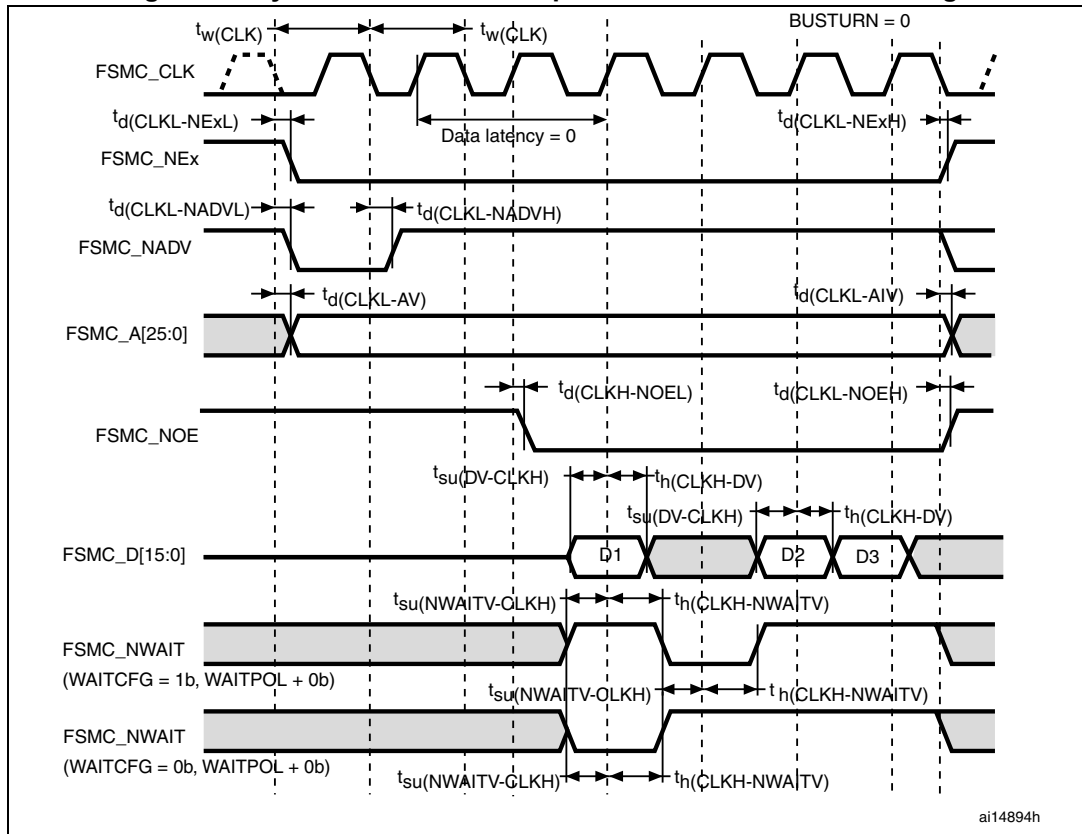 BUSTURN = 0
tw(CLK) tw(CLK)
FSMC_CLK
td(CLKL-NExL) Data latency = 0 td(CLKL-NExH)
FSMC_NEx
td(CLKL-NADVL) td(CLKL-NADVH)
FSMC_NADV
td(CLKL-AV) td(CLKL-AIV)
FSMC_A[25:0]
td(CLKH-NOEL) td(CLKL-NOEH)
FSMC_NOE
tsu(DV-CLKH) th(CLKH-DV)
tsu(DV-CLKH) th(CLKH-DV)
FSMC_D[15:0] D1 D2 D3
tsu(NWAITV-CLKH) th(CLKH-NWAITV)
FSMC_NWAIT
(WAITCFG = 1b, WAITPOL + 0b)
tsu(NWAITV-CLKH) th(CLKH-NWAITV)
FSMC_NWAIT
(WAITCFG = 0b, WAITPOL + 0b)
tsu(NWAITV-CLKH) th(CLKH-NWAITV)
ai14894h